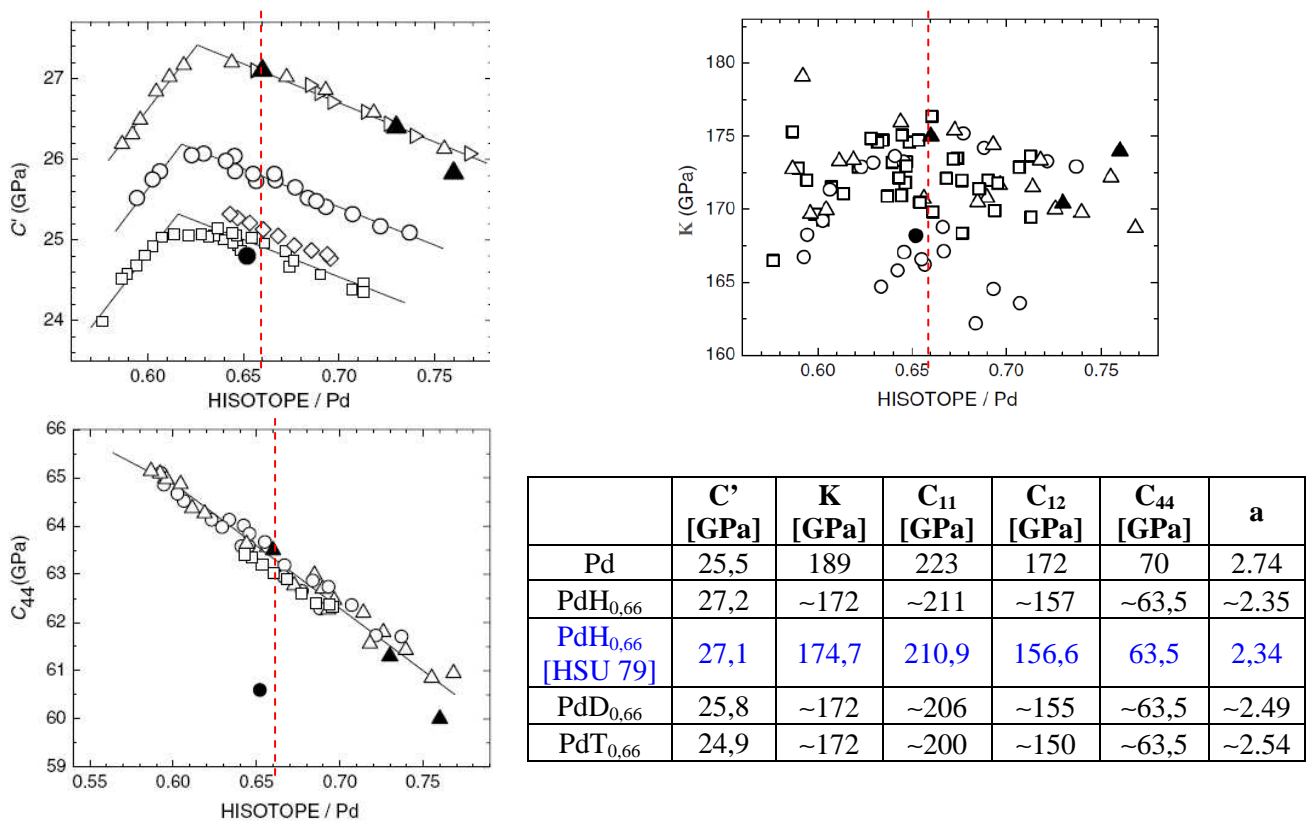 27
26
25
24
C' (GPa)
0.60 0.65 0.70 0.75
HISOTOPE / Pd
180
175
170
165
160
K (GPa)
0.60 0.65 0.70 0.75
HISOTOPE / Pd
66
65
64
63
62
61
60
59
C44 (GPa)
0.55 0.60 0.65 0.70 0.75
HISOTOPE / Pd
C’ [GPa] K [GPa] C11 [GPa] C12 [GPa] C44 [GPa] a
Pd 25,5 189 223 172 70 2.74
PdH0,66 27,2 ~172 ~211 ~157 ~63,5 ~2.35
PdH0,66 [HSU 79] 27,1 174,7 210,9 156,6 63,5 2,34
PdD0,66 25,8 ~172 ~206 ~155 ~63,5 ~2.49
PdT0,66 24,9 ~172 ~200 ~150 ~63,5 ~2.54